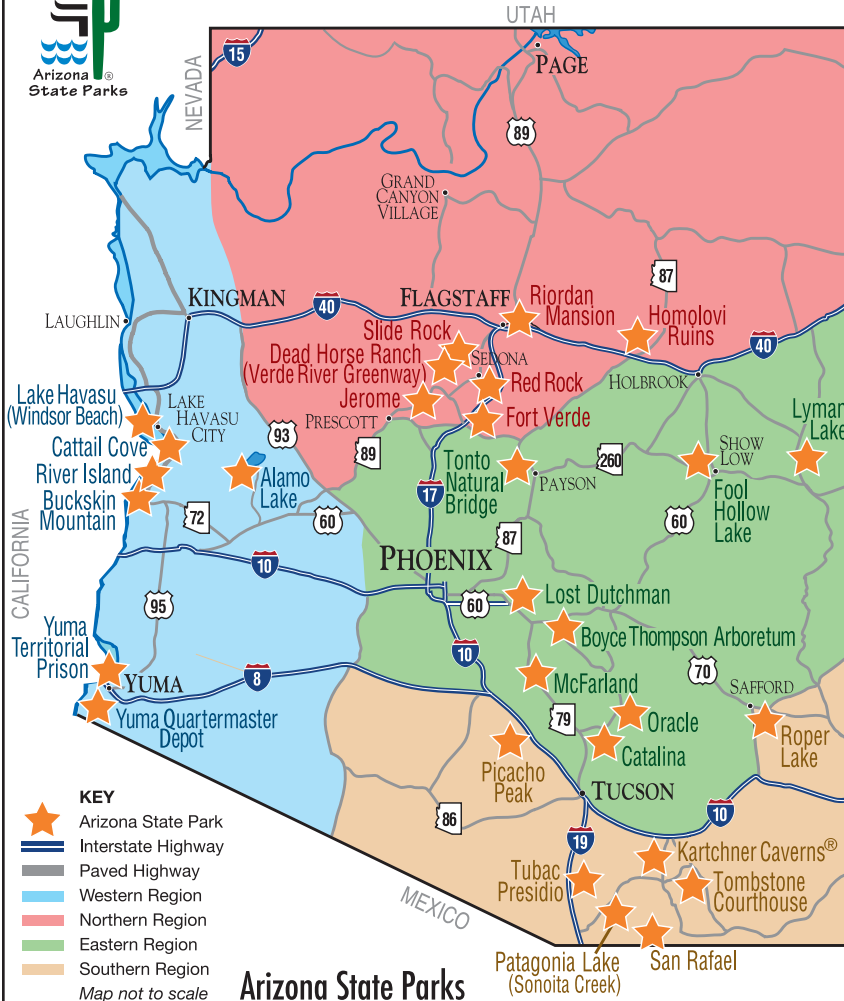 UTAH
15
PAGE
Arizona ®
State Parks
NEVADA
89
GRAND
CANYON
VILLAGE
87
KINGMAN
40
FLAGSTAFF
Riordan
Mansion
Homolovi
Ruins
LAUGHLIN
Slide Rock
40
Dead Horse Ranch
(Verde River Greenway)
SEDONA
Red Rock
HOLBROOK
Jerome
Lake Havasu
(Windsor Beach)
LAKE
HAVASU
CITY
PRESCOTT
Fort Verde
Lyman
Lake
93
Cattail Cove
89
River Island
Alamo
Lake
Tonto
Natural
Bridge
PAYSON
260
SHOW
LOW
Fool
Hollow
Lake
Buckskin
Mountain
72
60
17
87
60
CALIFORNIA
10
PHOENIX
95
60
Lost Dutchman
Yuma
Territorial
Prison
Boyce Thompson Arboretum
10
YUMA
8
McFarland
70
SAFFORD
Yuma Quartermaster
Depot
79
Oracle
Roper
Lake
Catalina
Picacho
Peak
TUCSON
KEY
Arizona State Park
Interstate Highway
Paved Highway
Western Region
Northern Region
Eastern Region
Southern Region
Map not to scale
86
10
19
Kartchner Caverns®
Tubac
Presidio
Tombstone
Courthouse
MEXICO
Patagonia Lake
(Sonoita Creek)
San Rafael
Arizona State Parks